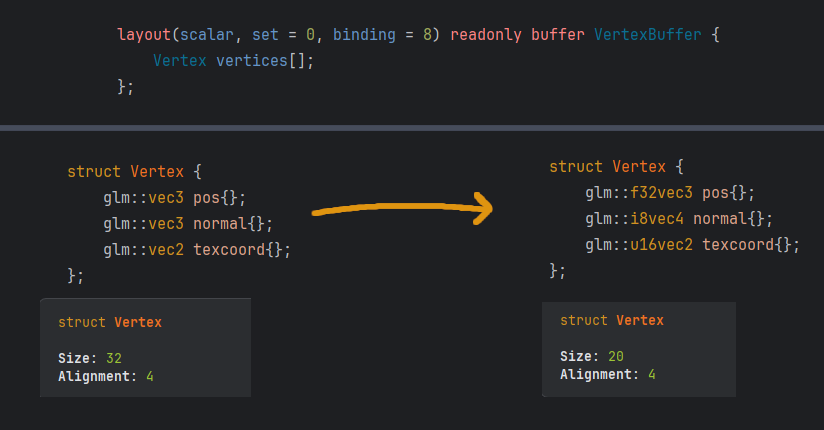 layout(scalar, set = 0, binding = 8) readonly buffer VertexBuffer {
Vertex vertices[];
};
struct Vertex {
glm::vec3 pos{};
glm::vec3 normal{};
glm::vec2 texcoord{};
};
struct Vertex
Size: 32
Alignment: 4
struct Vertex {
glm::f32vec3 pos{};
glm::i8vec4 normal{};
glm::u16vec2 texcoord{};
};
struct Vertex
Size: 20
Alignment: 4